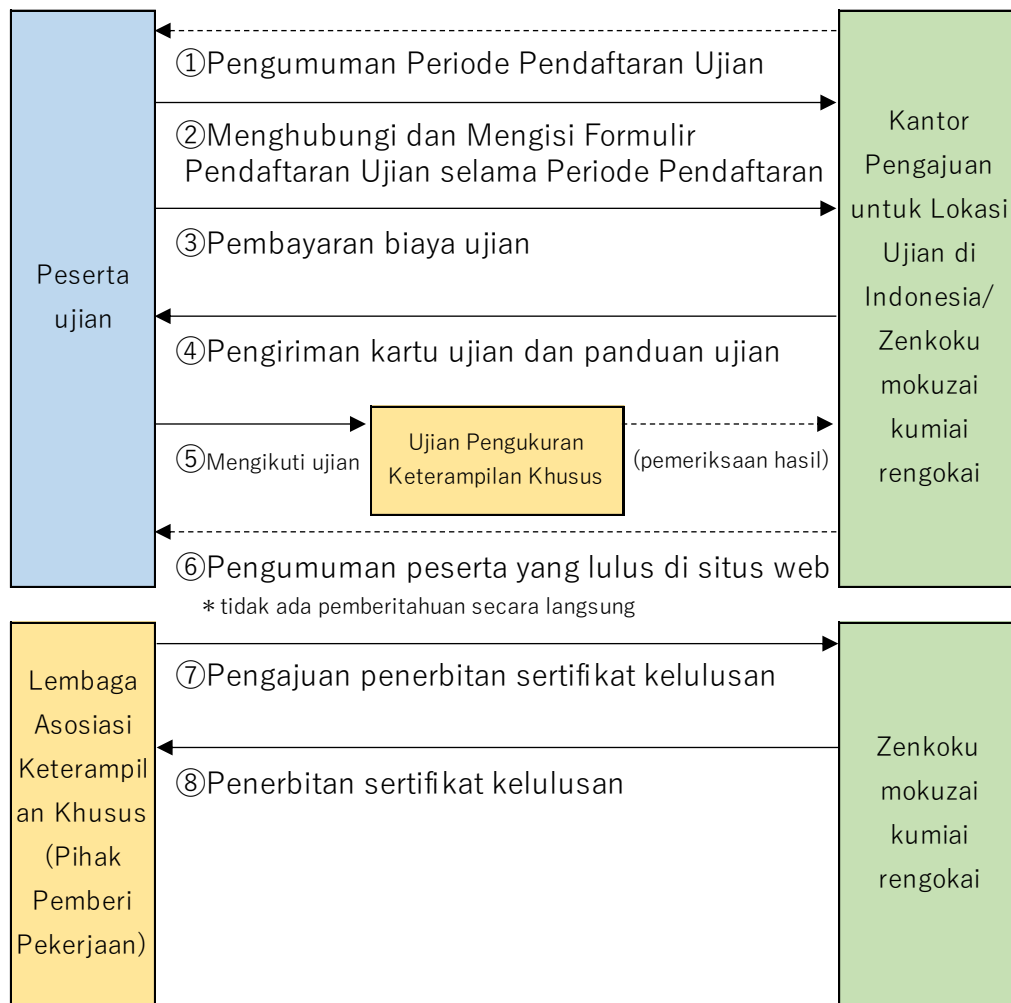 ①Pengumuman Periode Pendaftaran Ujian
②Menghubungi dan Mengisi Formulir
Pendaftaran Ujian selama Periode Pendaftaran
③Pembayaran biaya ujian
Peserta
ujian
④Pengiriman kartu ujian dan panduan ujian
⑤Mengikuti ujian
Ujian Pengukuran
Keterampilan Khusus
(pemeriksaan hasil)
⑥Pengumuman peserta yang lulus di situs web
＊tidak ada pemberitahuan secara langsung
Kantor
Pengajuan
untuk Lokasi
Ujian di
Indonesia/
Zenkoku
mokuzai
kumiai
rengokai
Lembaga
Asosiasi
Keterampil
an Khusus
(Pihak
Pemberi
Pekerjaan)
⑦Pengajuan penerbitan sertifikat kelulusan
⑧Penerbitan sertifikat kelulusan
Zenkoku
mokuzai
kumiai
rengokai